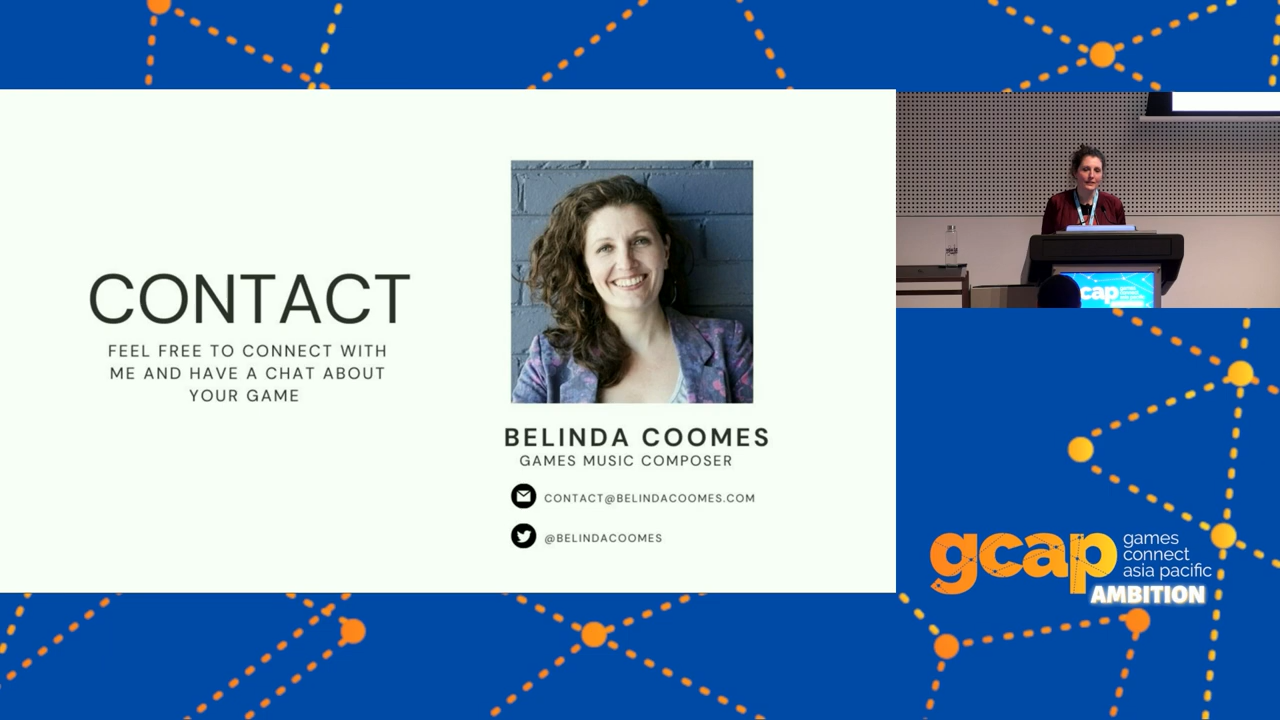 CONTACT
FEEL FREE TO CONNECT WITH
ME AND HAVE A CHAT ABOUT
YOUR GAME
BELINDA COOMES
GAMES MUSIC COMPOSER
CONTACT@BELINDACOOMES.COM
@BELINDACOOMES
cap
gcap
games
connect
asia pacific
AMBITION